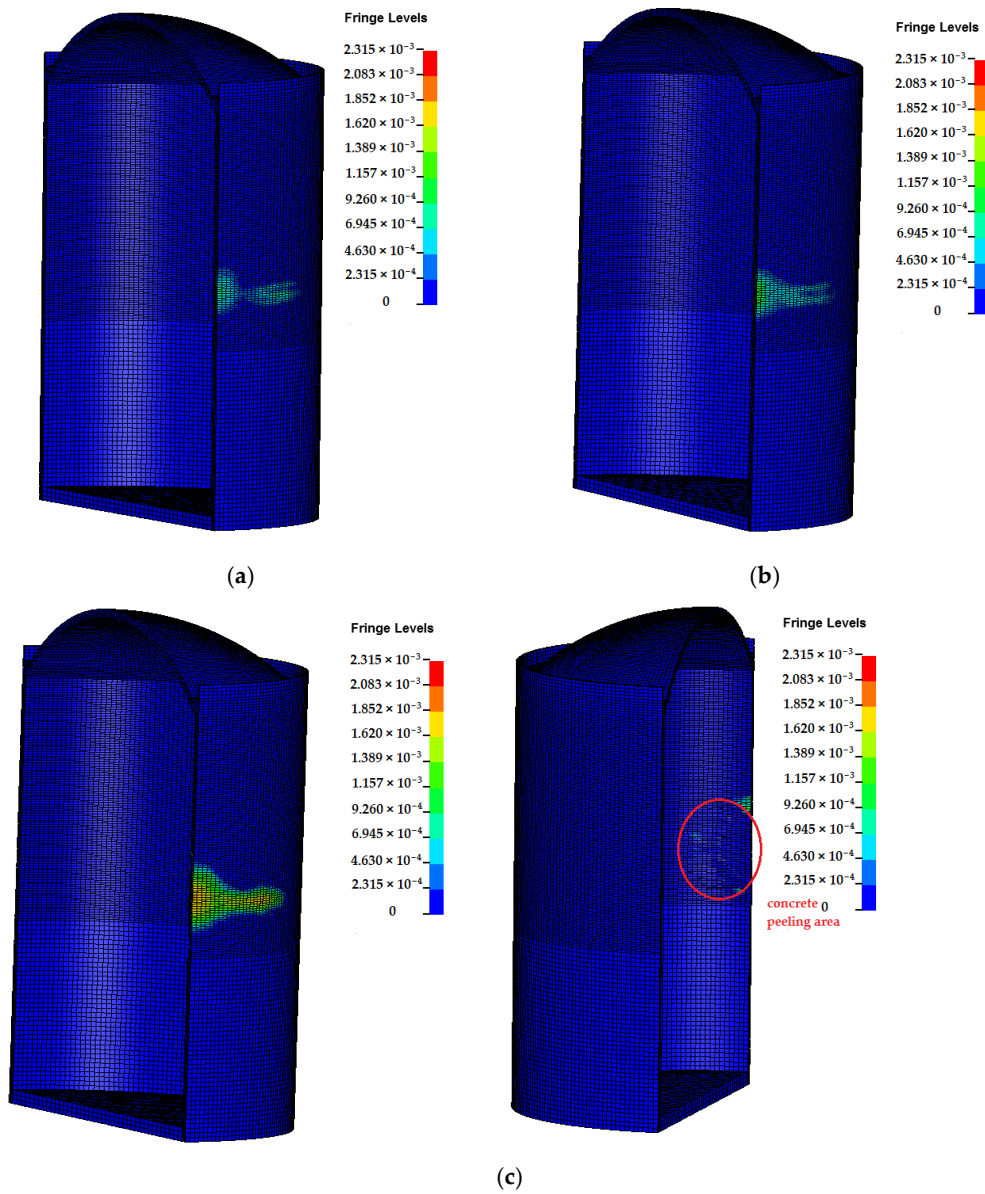 Fringe Levels
2.315 × 10⁻³
2.083 × 10⁻³
1.852 × 10⁻³
1.620 × 10⁻³
1.389 × 10⁻³
1.157 × 10⁻³
9.260 × 10⁻⁴
6.945 × 10⁻⁴
4.630 × 10⁻⁴
2.315 × 10⁻⁴
0
(a)
Fringe Levels
2.315 × 10⁻³
2.083 × 10⁻³
1.852 × 10⁻³
1.620 × 10⁻³
1.389 × 10⁻³
1.157 × 10⁻³
9.260 × 10⁻⁴
6.945 × 10⁻⁴
4.630 × 10⁻⁴
2.315 × 10⁻⁴
0
(b)
Fringe Levels
2.315 × 10⁻³
2.083 × 10⁻³
1.852 × 10⁻³
1.620 × 10⁻³
1.389 × 10⁻³
1.157 × 10⁻³
9.260 × 10⁻⁴
6.945 × 10⁻⁴
4.630 × 10⁻⁴
2.315 × 10⁻⁴
0
Fringe Levels
2.315 × 10⁻³
2.083 × 10⁻³
1.852 × 10⁻³
1.620 × 10⁻³
1.389 × 10⁻³
1.157 × 10⁻³
9.260 × 10⁻⁴
6.945 × 10⁻⁴
4.630 × 10⁻⁴
2.315 × 10⁻⁴
0
concrete
peeling area
(c)